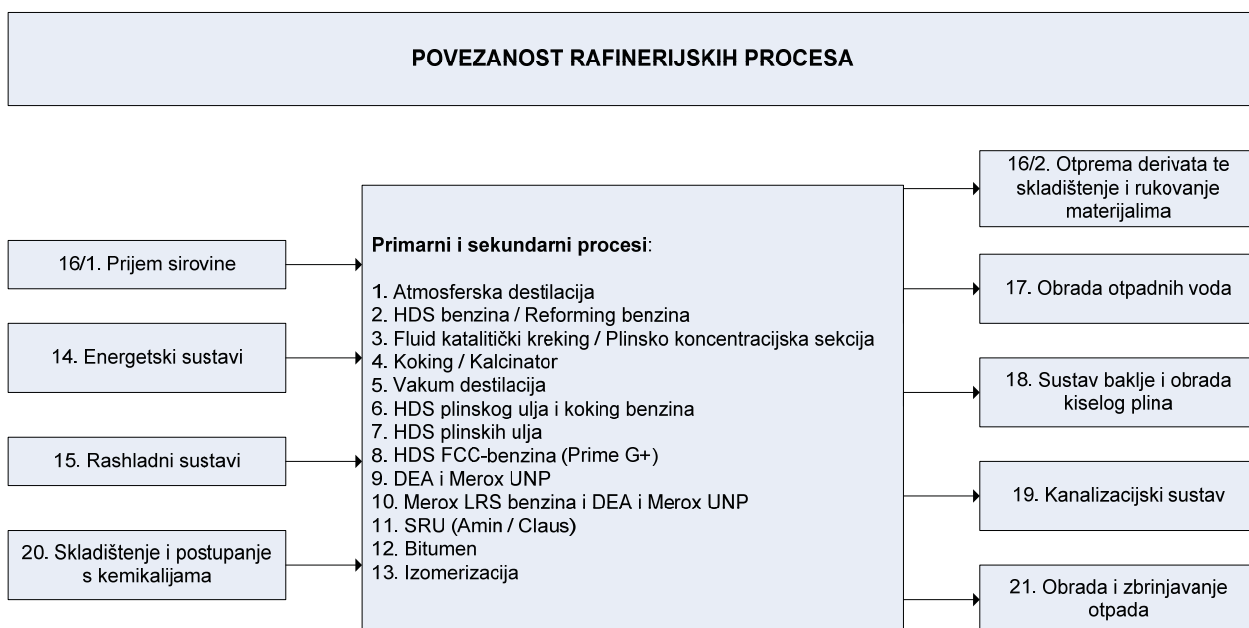 POVEZANOST RAFINERIJSKIH PROCESA
16/1. Prijem sirovine
14. Energetski sustavi
15. Rashladni sustavi
20. Skladištenje i postupanje
s kemikalijama
Primarni i sekundarni procesi:
1. Atmosferska destilacija
2. HDS benzina / Reforming benzina
3. Fluid katalitički kreking / Plinsko koncentracijska sekcija
4. Koking / Kalcinator
5. Vakum destilacija
6. HDS plinskog ulja i koking benzina
7. HDS plinskih ulja
8. HDS FCC-benzina (Prime G+)
9. DEA i Merox UNP
10. Merox LRS benzina i DEA i Merox UNP
11. SRU (Amin / Claus)
12. Bitumen
13. Izomerizacija
16/2. Otprema derivata te
skladištenje i rukovanje
materijalima
17. Obrada otpadnih voda
18. Sustav baklje i obrada
kiselog plina
19. Kanalizacijski sustav
21. Obrada i zbrinjavanje
otpada